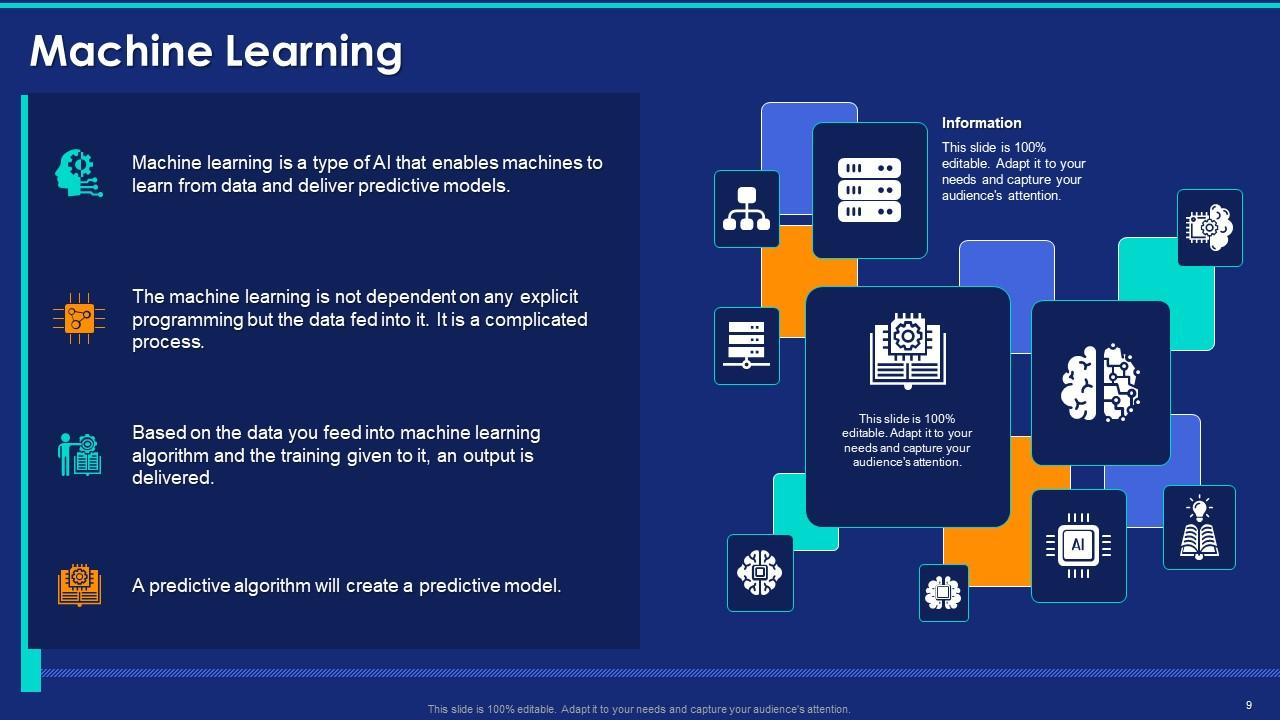 Machine Learning
Machine learning is a type of AI that enables machines to
learn from data and deliver predictive models.
The machine learning is not dependent on any explicit
programming but the data fed into it. It is a complicated
process.
Based on the data you feed into machine learning
algorithm and the training given to it, an output is
delivered.
A predictive algorithm will create a predictive model.
Information
This slide is 100%
editable. Adapt it to your
needs and capture your
audience's attention.
This slide is 100%
editable. Adapt it to your
needs and capture your
audience's attention.
AI
This slide is 100% editable. Adapt it to your needs and capture your audience's attention.
9